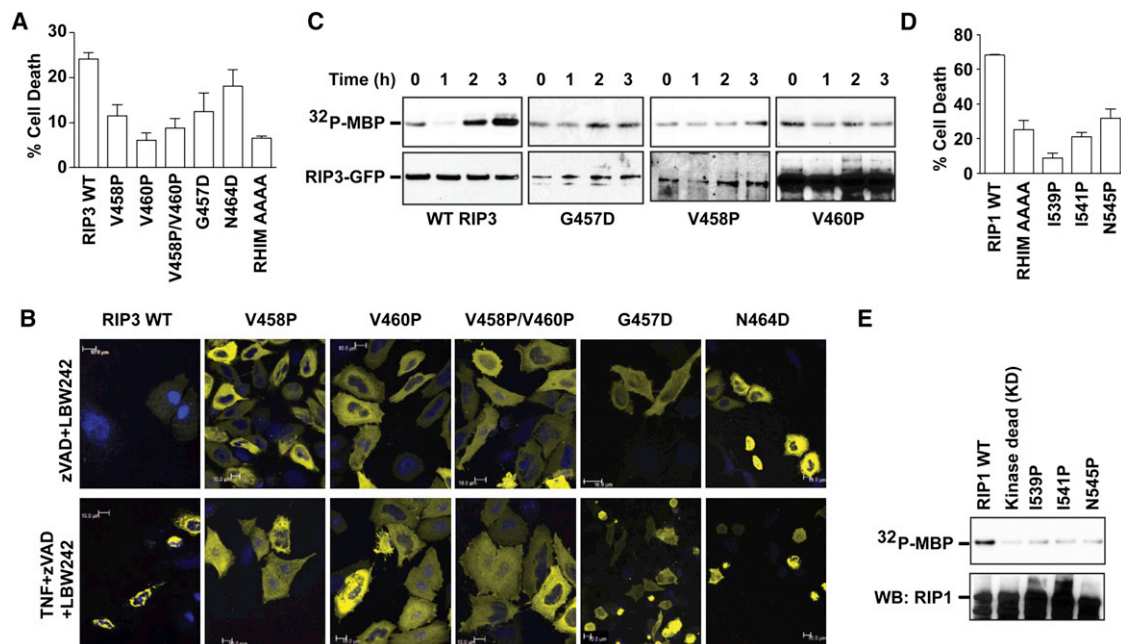 A
% Cell Death
30
20
10
0
RIP3 WT
V458P
V460P
V458P/V460P
G457D
N464D
RHIM AAAA
C
Time (h) 0 1 2 3 0 1 2 3 0 1 2 3 0 1 2 3
32P-MBP
RIP3-GFP
WT RIP3 G457D V458P V460P
D
% Cell Death
80
60
40
20
0
RIP1 WT
RHIM AAAA
I539P
I541P
N545P
B
RIP3 WT V458P V460P V458P/V460P G457D N464D
zVAD+LBW242
TNF+zVAD
+LBW242
E
RIP1 WT
Kinase dead (KD)
I539P
I541P
N545P
32P-MBP
WB: RIP1